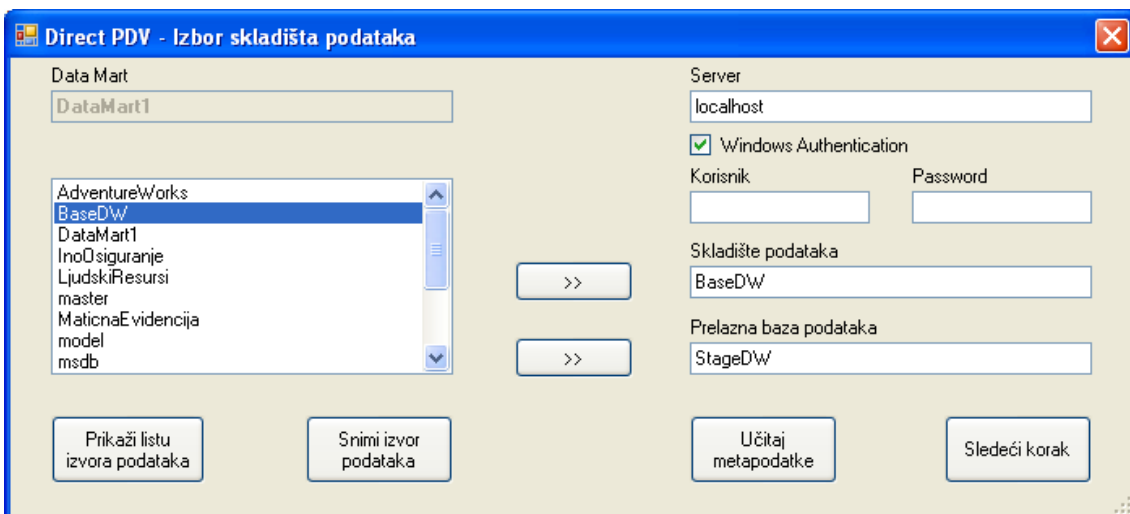 Direct PDV - Izbor skladišta podataka
Data Mart
DataMart1
AdventureWorks
BaseDW
DataMart1
InoOsiguranje
LjudskiResursi
master
MaticnaEvidencija
model
msdb
>>
>>
Server
localhost
Windows Authentication
Korisnik Password
Skladište podataka
BaseDW
Prelazna baza podataka
StageDW
Prikaži listu
izvora podataka
Snimi izvor
podataka
Učitaj
metapodatke
Sledeći korak